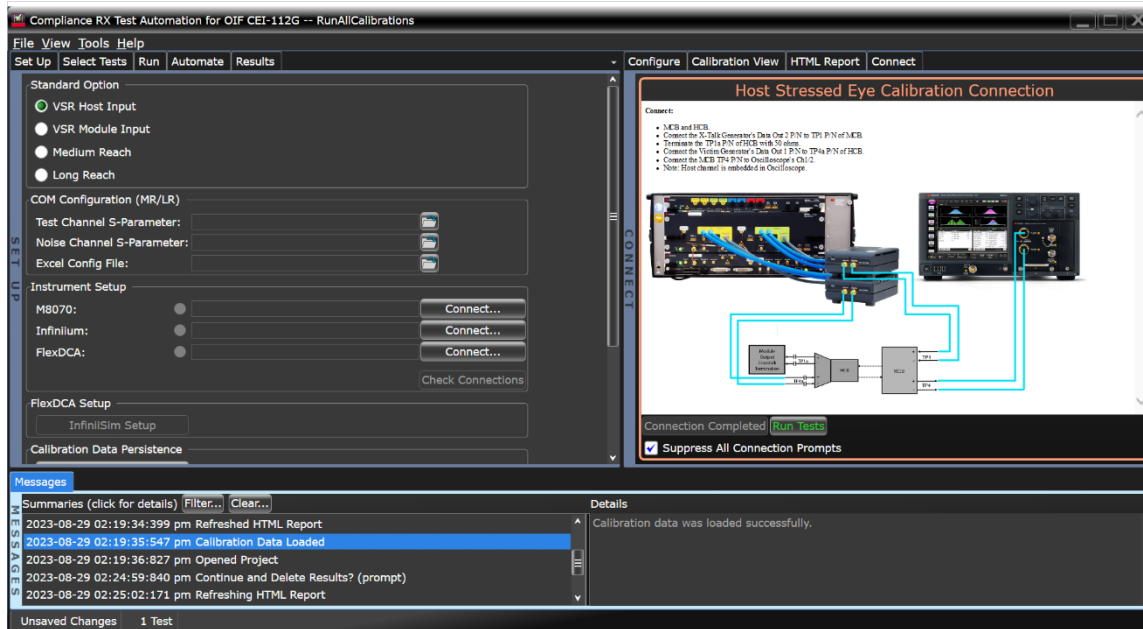 Compliance RX Test Automation for OIF CEI-112G -- RunAllCalibrations
File View Tools Help
Set Up Select Tests Run Automate Results
Configure Calibration View HTML Report Connect
SET UP
Standard Option
VSR Host Input
VSR Module Input
Medium Reach
Long Reach
COM Configuration (MR/LR)
Test Channel S-Parameter:
Noise Channel S-Parameter:
Excel Config File:
Instrument Setup
M8070: Connect...
Infiniium: Connect...
FlexDCA: Connect...
Check Connections
FlexDCA Setup
InfiniiSim Setup
Calibration Data Persistence
CONNECT
Host Stressed Eye Calibration Connection
Connect:
• MCB and HCB.
• Connect the X-Talk Generator's Data Out 2 P/N to TP1 P/N of MCB.
• Terminate the TP1a P/N of HCB with 50 ohms.
• Connect the Victim Generator's Data Out 1 P/N to TP4a P/N of HCB.
• Connect the MCB TP4 P/N to Oscilloscope's Ch1/2.
• Note: Host channel is embedded in Oscilloscope.
Module
Output
Termination
TP1a
TP4a
HCB
MCB
TP4
Connection Completed Run Tests
Suppress All Connection Prompts
Messages
MESSAGES
Summaries (click for details) Filter... Clear...
2023-08-29 02:19:34:399 pm Refreshed HTML Report
2023-08-29 02:19:35:547 pm Calibration Data Loaded
2023-08-29 02:19:36:827 pm Opened Project
2023-08-29 02:24:59:840 pm Continue and Delete Results? (prompt)
2023-08-29 02:25:02:171 pm Refreshing HTML Report
Details
Calibration data was loaded successfully.
Unsaved Changes 1 Test